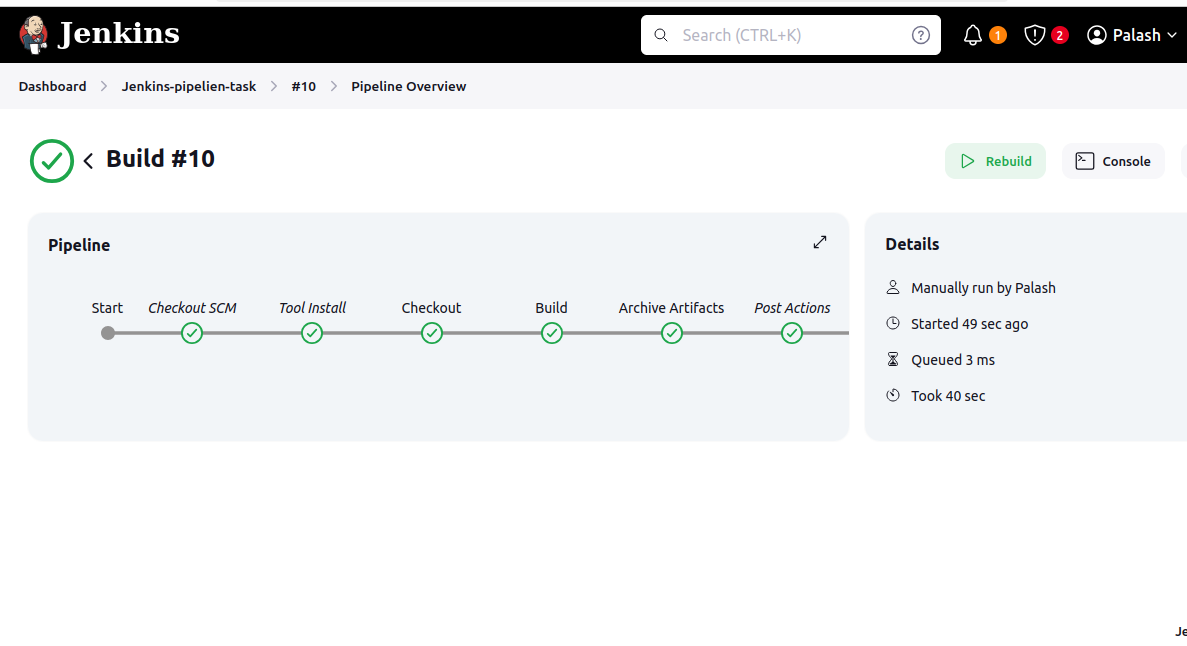 Jenkins
Search (CTRL+K)
1
2
Palash
Dashboard > Jenkins-pipelien-task > #10 > Pipeline Overview
Build #10
Rebuild
Console
Pipeline
Start
Checkout SCM
Tool Install
Checkout
Build
Archive Artifacts
Post Actions
Details
Manually run by Palash
Started 49 sec ago
Queued 3 ms
Took 40 sec
Je